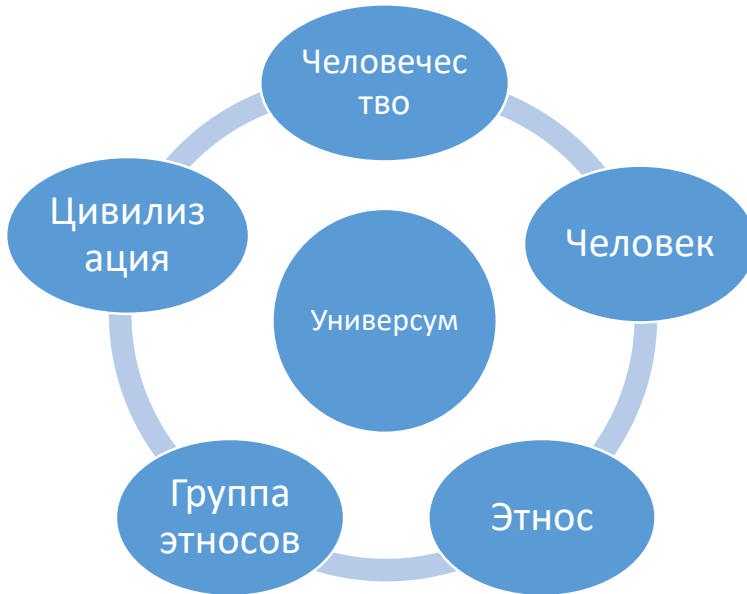 Человечес
тво
Человек
Этнос
Группа
этносов
Цивилиз
ация
Универсум